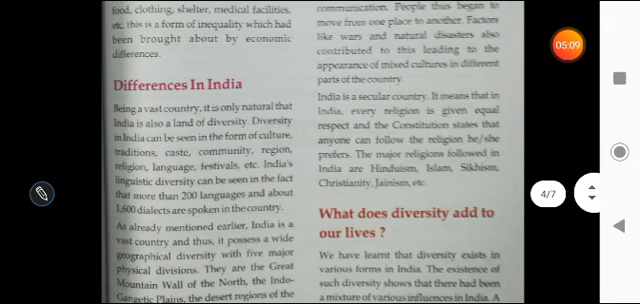 food, clothing, shelter, medical facilities,
etc. this is a form of inequality which had
been brought about by economic
differences.
Differences In India
Being a vast country, it is only natural that
India is also a land of diversity. Diversity
in India can be seen in the form of culture,
traditions, caste, community, region,
religion, language, festivals, etc. India's
linguistic diversity can be seen in the fact
that more than 200 languages and about
1,600 dialects are spoken in the country.
As already mentioned earlier, India is a
vast country and thus, it possess a wide
geographical diversity with five major
physical divisions. They are the Great
Mountain Wall of the North, the Indo-
Gangetic Plains, the desert regions of the
communication. People thus began to
move from one place to another. Factors
like wars and natural disasters also
contributed to this leading to the
appearance of mixed cultures in different
parts of the country.
India is a secular country. It means that in
India, every religion is given equal
respect and the Constitution states that
anyone can follow the religion he/she
prefers. The major religions followed in
India are Hinduism, Islam, Sikhism,
Christianity, Jainism, etc.
What does diversity add to
our lives ?
We have learnt that diversity exists in
various forms in India. The existence of
such diversity shows that there had been
a mixture of various influences in India. A
05:09
4/7